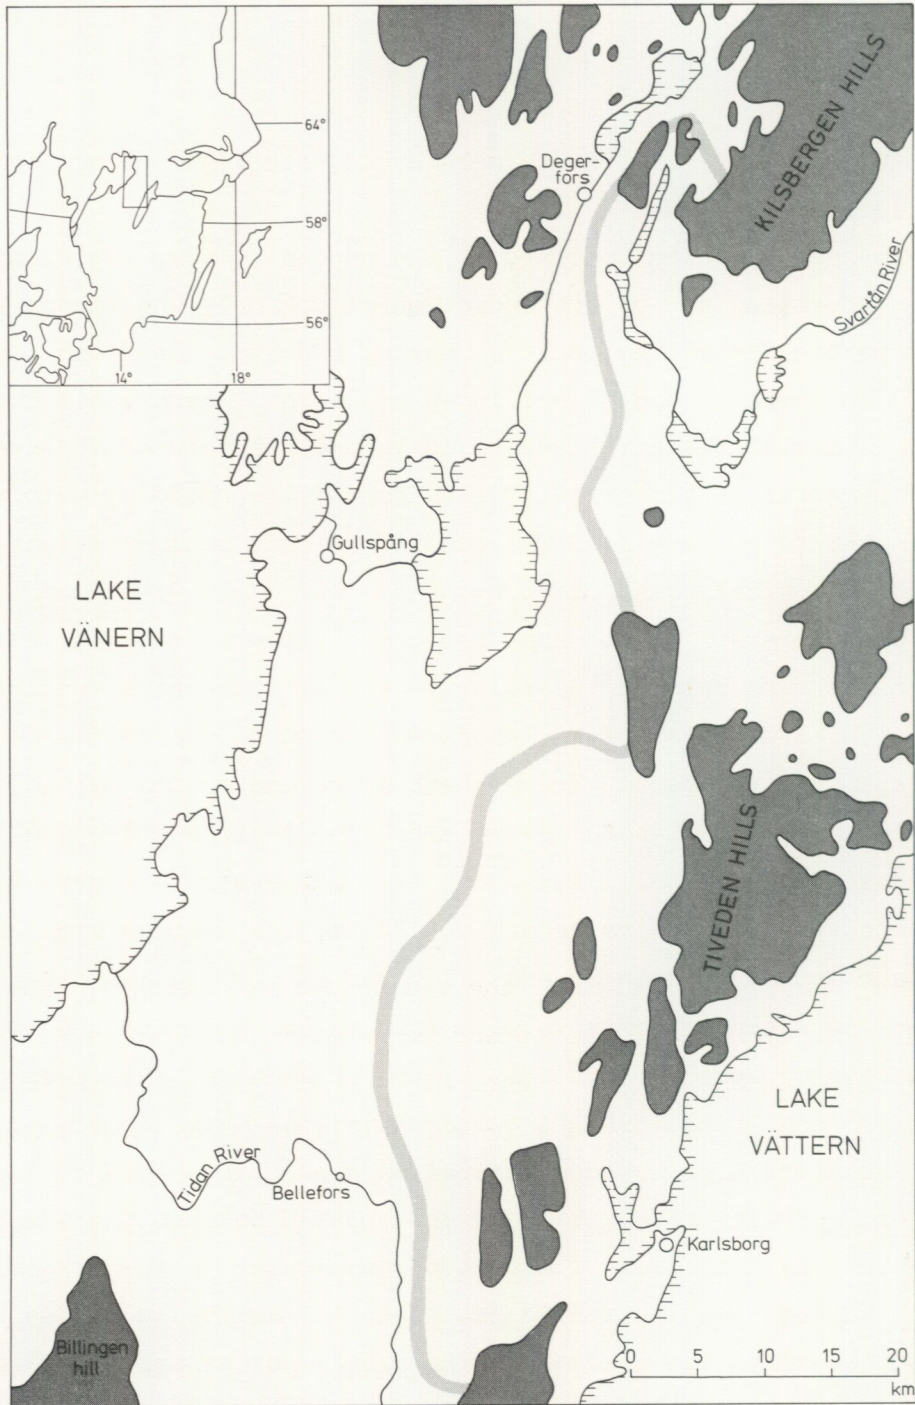 KILSBERGEN HILLS
64°
Deger-
fors
58°
Svartån River
56°
14°
18°
Gullspång
LAKE
VÄNERN
TIVEDEN HILLS
LAKE
VÄTTERN
Tidan River
Bellefors
Karlsborg
Billingen
hill
0 5 10 15 20
km